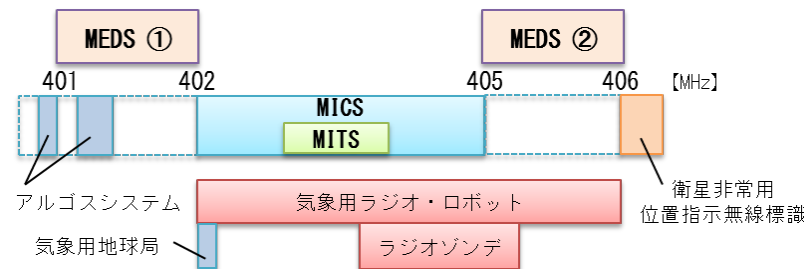 MEDS ①
MEDS ②
401
402
405
406
【MHz】
MICS
MITS
アルゴスシステム
気象用ラジオ・ロボット
衛星非常用
位置指示無線標識
気象用地球局
ラジオゾンデ